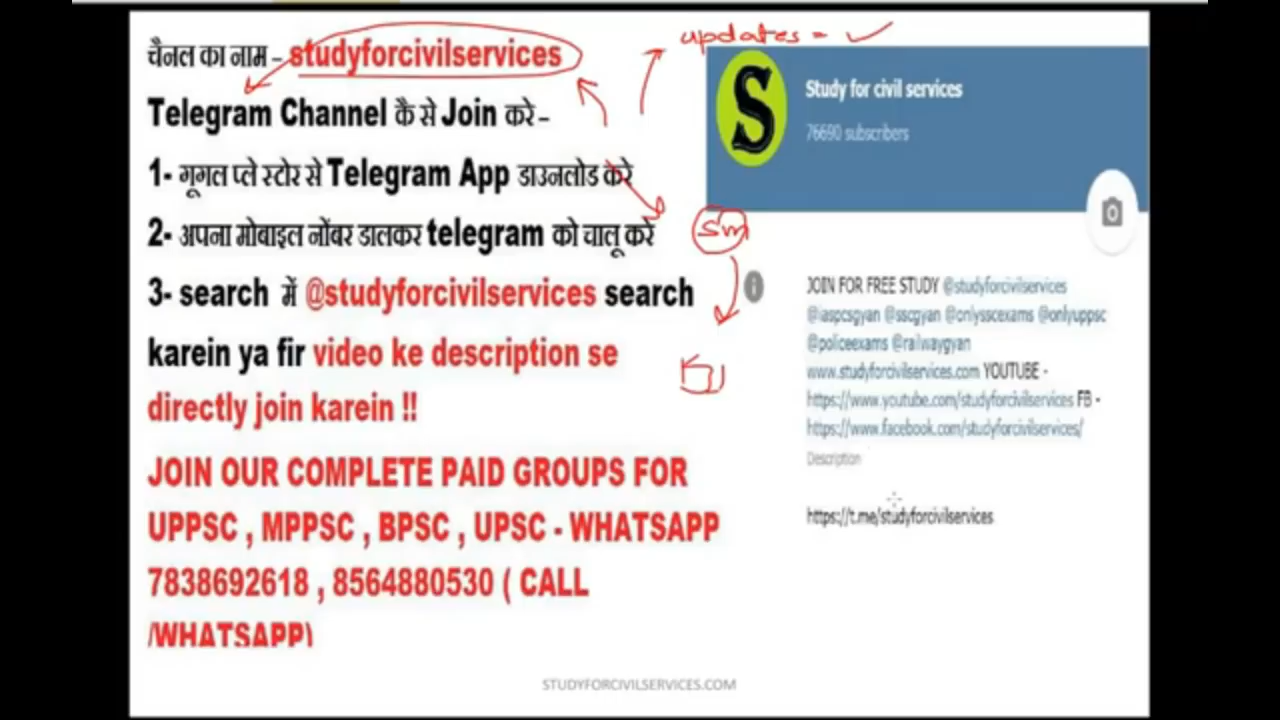 चैनल का नाम - studyforcivilservices
Telegram Channel कैसे Join करे -
1- गूगल प्ले स्टोर से Telegram App डाउनलोड करे
2- अपना मोबाइल नोंबर डालकर telegram को चालू करे
3- search में @studyforcivilservices search
karein ya fir video ke description se
directly join karein !!
JOIN OUR COMPLETE PAID GROUPS FOR
UPPSC , MPPSC , BPSC , UPSC - WHATSAPP
7838692618 , 8564880530 ( CALL
/WHATSAPP)
updates =
Sm
S
Study for civil services
76690 subscribers
JOIN FOR FREE STUDY @studyforcivilservices
@iaspcsgyan @sscgyan @onlysscexams @onlyuppsc
@policeexams @railwaygyan
www.studyforcivilservices.com YOUTUBE -
https://www.youtube.com/studyforcivilservices FB -
https://www.facebook.com/studyforcivilservices/
Description
https://t.me/studyforcivilservices
STUDYFORCIVILSERVICES.COM